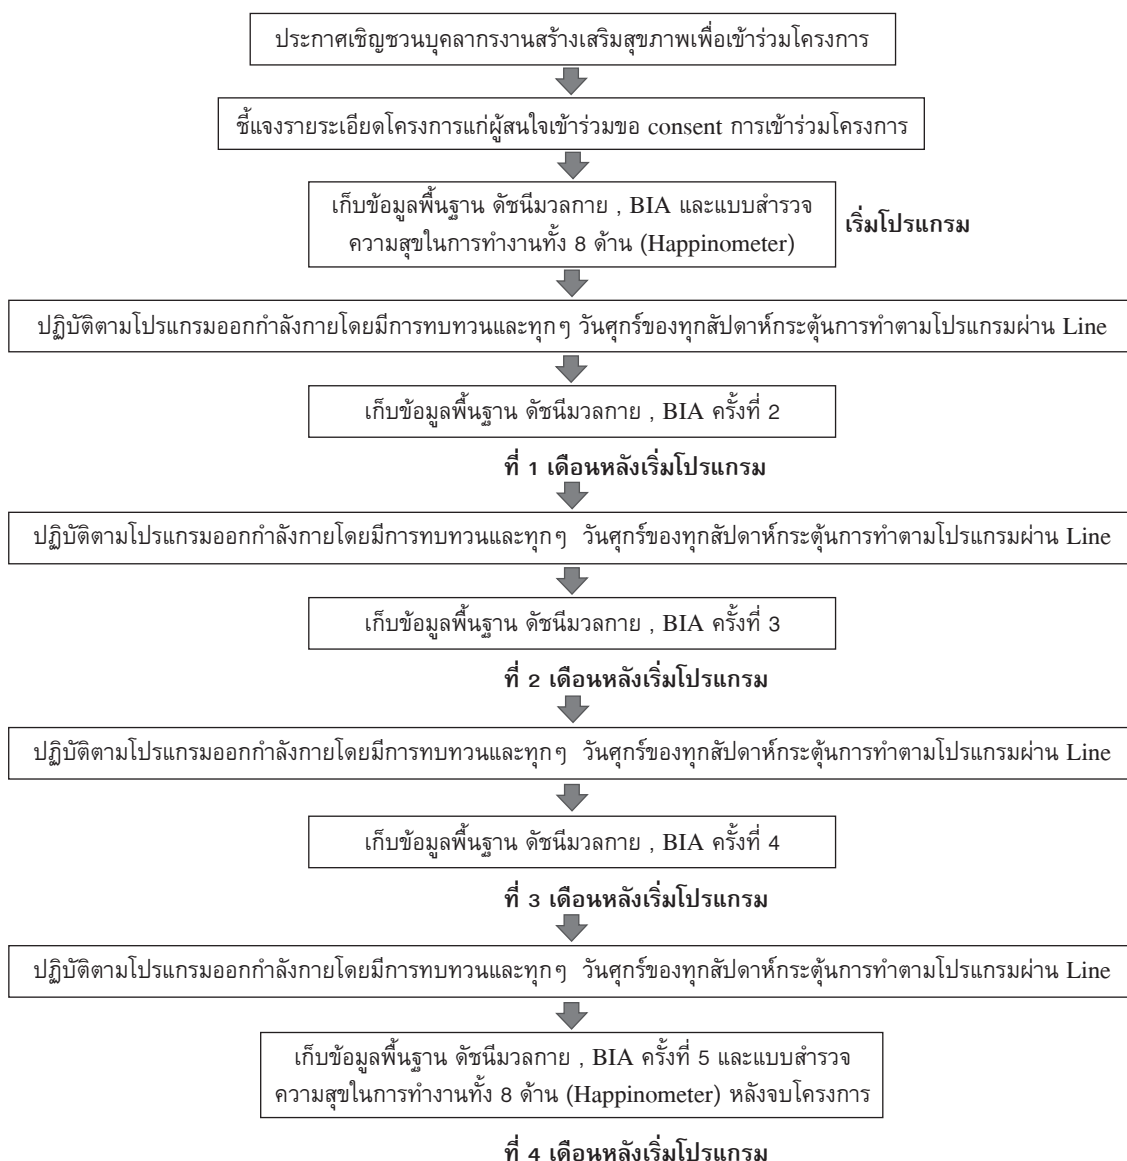 ประกาศเชิญชวนบุคลากรงานสร้างเสริมสุขภาพเพื่อเข้าร่วมโครงการ
ชี้แจงรายระเอียดโครงการแก่ผู้สนใจเข้าร่วมขอ consent การเข้าร่วมโครงการ
เก็บข้อมูลพื้นฐาน ดัชนีมวลกาย , BIA และแบบสำรวจ
ความสุขในการทำงานทั้ง 8 ด้าน (Happinometer)
เริ่มโปรแกรม
ปฏิบัติตามโปรแกรมออกกำลังกายโดยมีการทบทวนและทุกๆ วันศุกร์ของทุกสัปดาห์กระตุ้นการทำตามโปรแกรมผ่าน Line
เก็บข้อมูลพื้นฐาน ดัชนีมวลกาย , BIA ครั้งที่ 2
ที่ 1 เดือนหลังเริ่มโปรแกรม
ปฏิบัติตามโปรแกรมออกกำลังกายโดยมีการทบทวนและทุกๆ วันศุกร์ของทุกสัปดาห์กระตุ้นการทำตามโปรแกรมผ่าน Line
เก็บข้อมูลพื้นฐาน ดัชนีมวลกาย , BIA ครั้งที่ 3
ที่ 2 เดือนหลังเริ่มโปรแกรม
ปฏิบัติตามโปรแกรมออกกำลังกายโดยมีการทบทวนและทุกๆ วันศุกร์ของทุกสัปดาห์กระตุ้นการทำตามโปรแกรมผ่าน Line
เก็บข้อมูลพื้นฐาน ดัชนีมวลกาย , BIA ครั้งที่ 4
ที่ 3 เดือนหลังเริ่มโปรแกรม
ปฏิบัติตามโปรแกรมออกกำลังกายโดยมีการทบทวนและทุกๆ วันศุกร์ของทุกสัปดาห์กระตุ้นการทำตามโปรแกรมผ่าน Line
เก็บข้อมูลพื้นฐาน ดัชนีมวลกาย , BIA ครั้งที่ 5 และแบบสำรวจ
ความสุขในการทำงานทั้ง 8 ด้าน (Happinometer) หลังจบโครงการ
ที่ 4 เดือนหลังเริ่มโปรแกรม